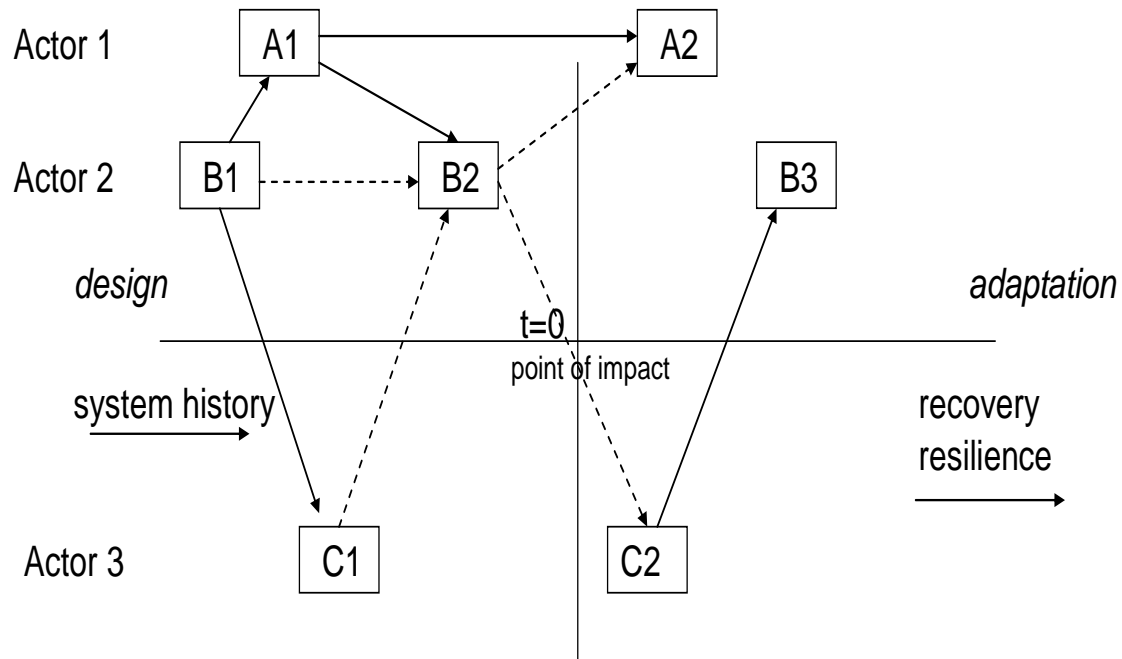 Actor 1
A1
A2
Actor 2
B1
B2
B3
design
adaptation
t=0
point of impact
system history
recovery
resilience
Actor 3
C1
C2